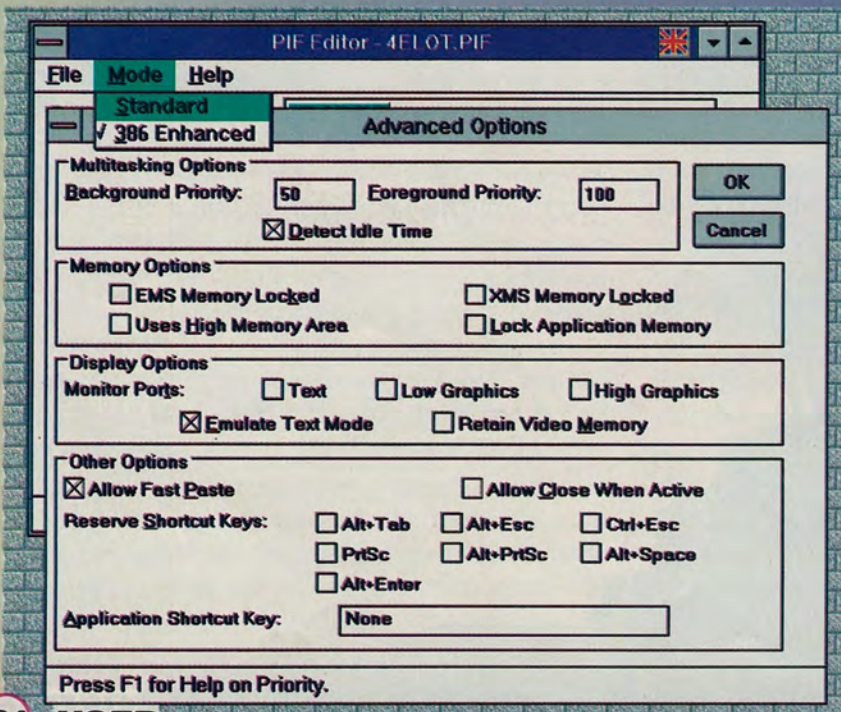 PIF Editor - 4ELOT.PIF
File Mode Help
Standard
√ 386 Enhanced
Advanced Options
Multitasking Options
Background Priority: 50 Foreground Priority: 100
Detect Idle Time
OK
Cancel
Memory Options
EMS Memory Locked XMS Memory Locked
Uses High Memory Area Lock Application Memory
Display Options
Monitor Ports: Text Low Graphics High Graphics
Emulate Text Mode Retain Video Memory
Other Options
Allow Fast Paste Allow Close When Active
Reserve Shortcut Keys: Alt+Tab Alt+Esc Ctrl+Esc
PrtSc Alt+PrtSc Alt+Space
Alt+Enter
Application Shortcut Key: None
Press F1 for Help on Priority.